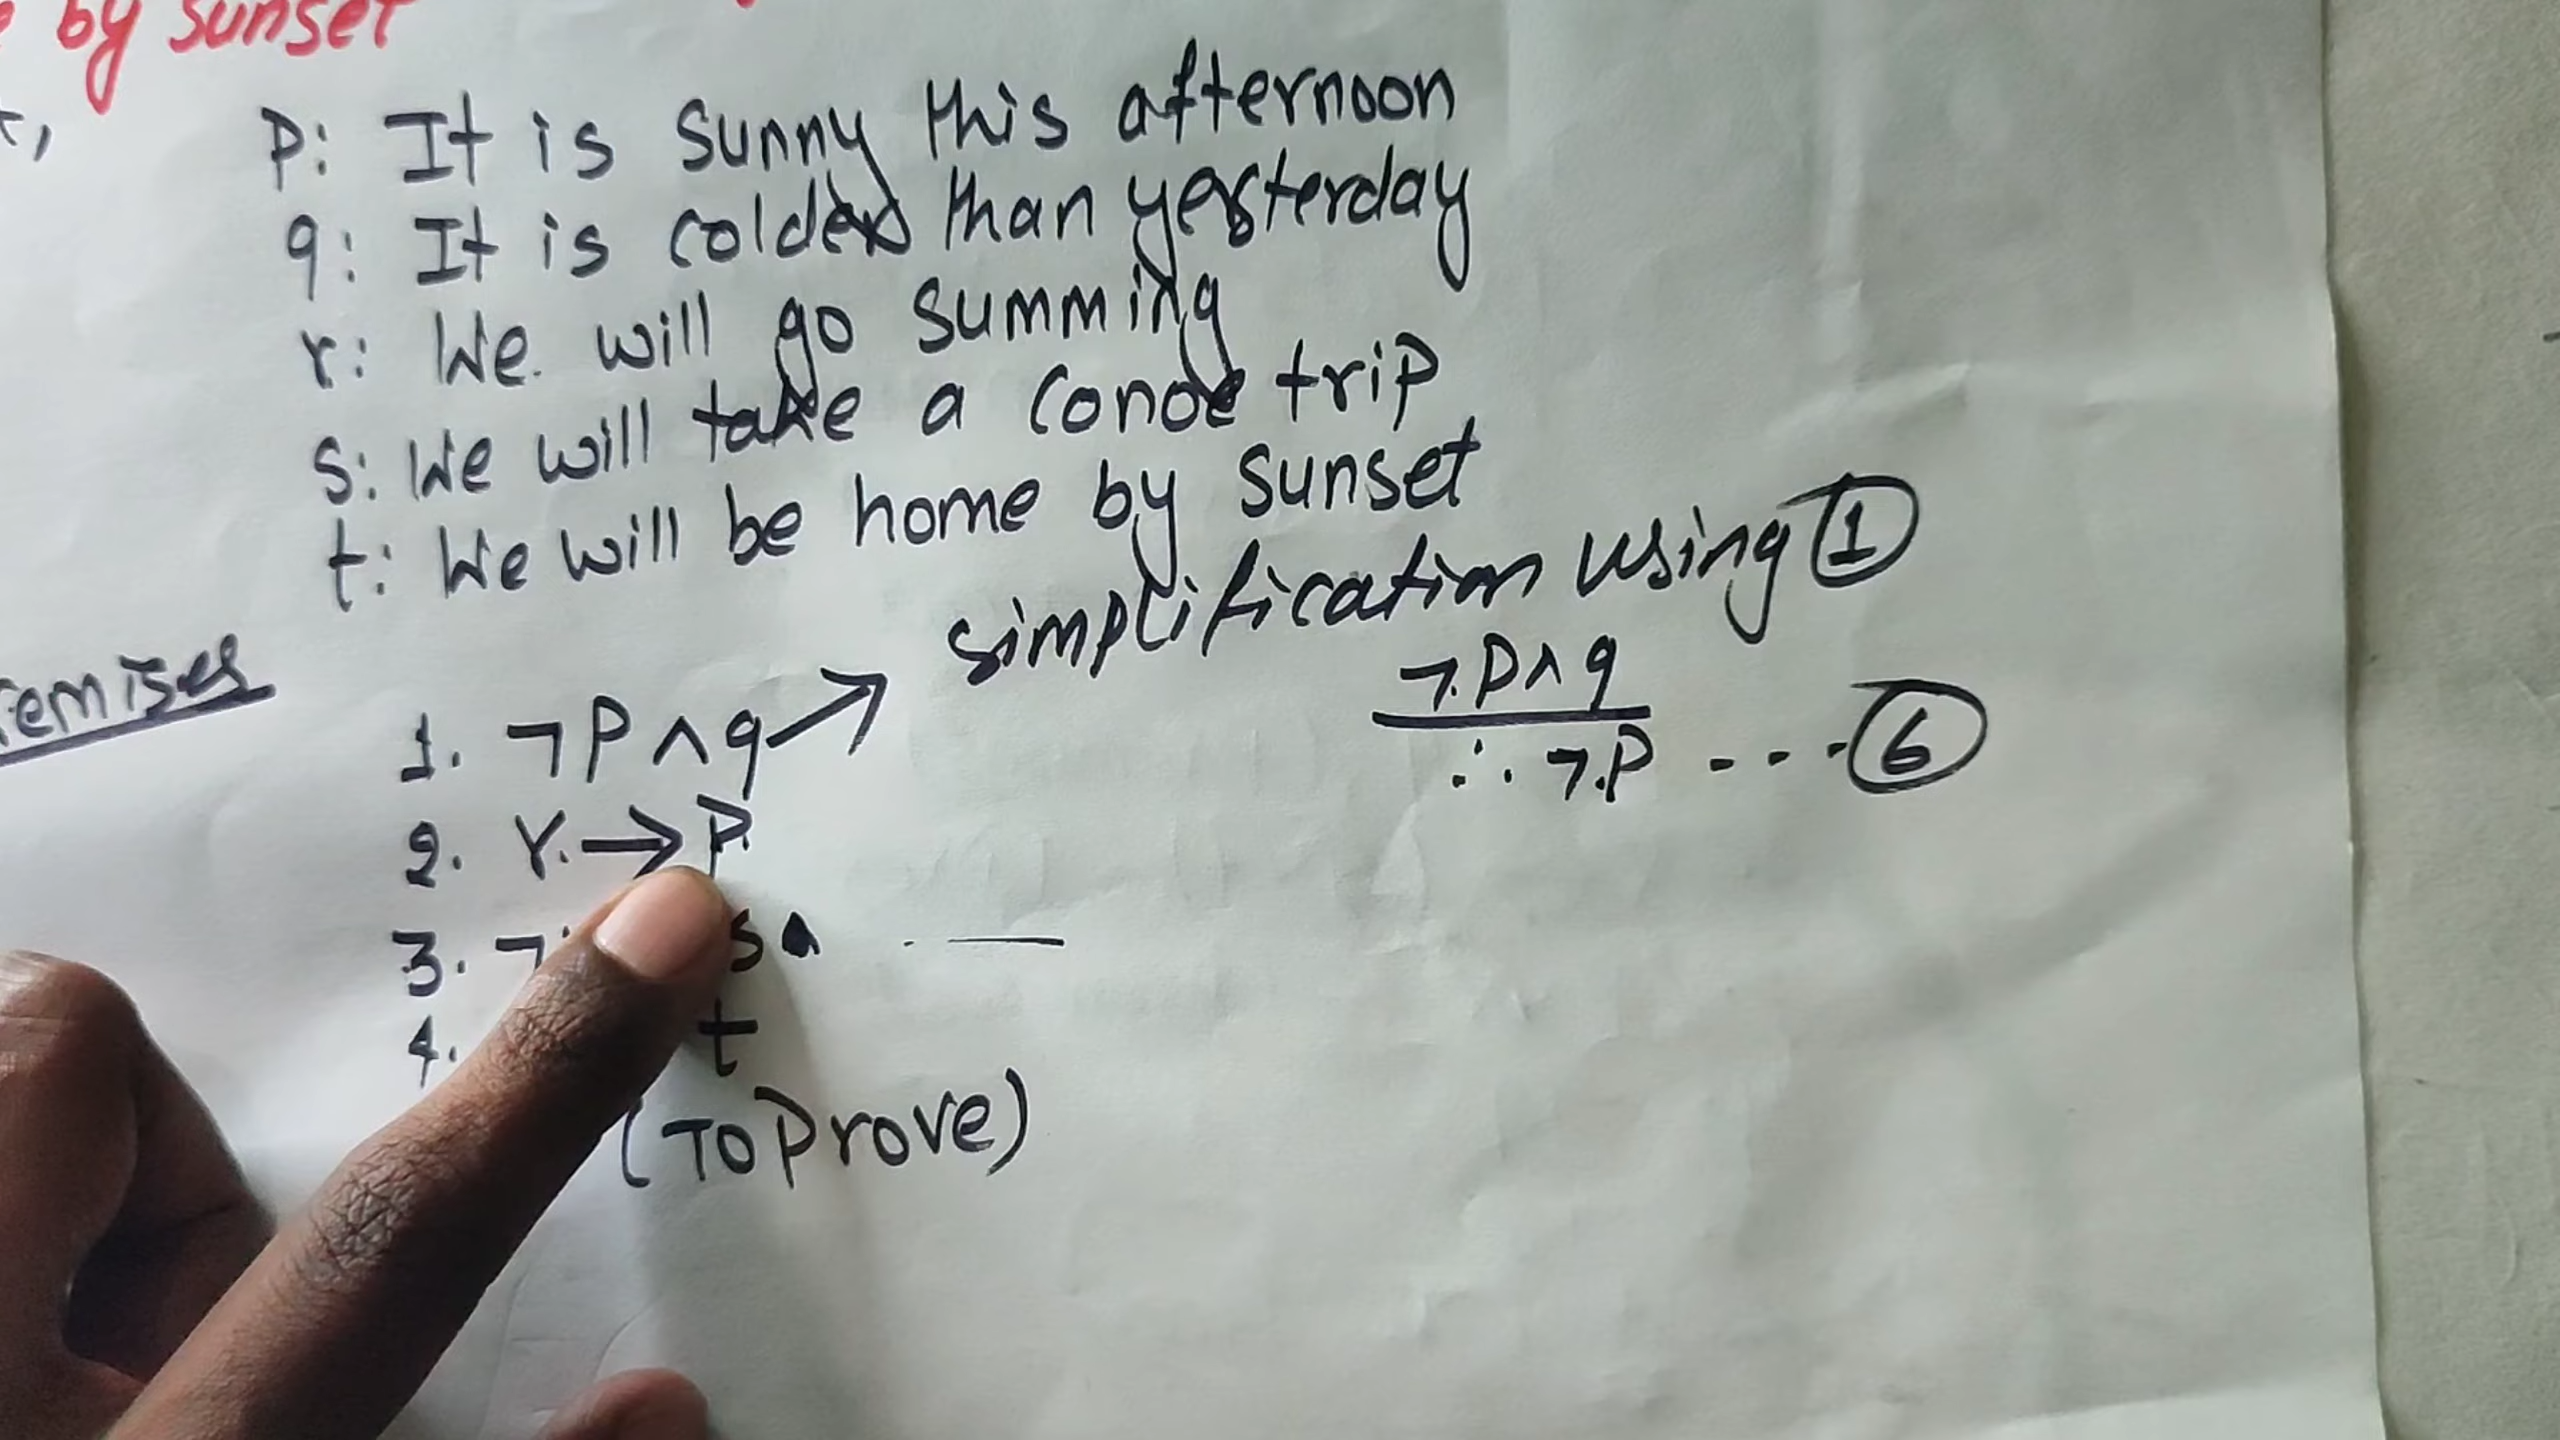 by sunset
p: It is sunny this afternoon
q: It is colder than yesterday
r: We will go summing
s: We will take a conoe trip
t: We will be home by sunset
simplification using ①
emises
1. ¬P ∧ q →
¬P ∧ q
∴ ¬P - - - ⑥
2. r → P
3. ¬ s
4. t
(To Prove)